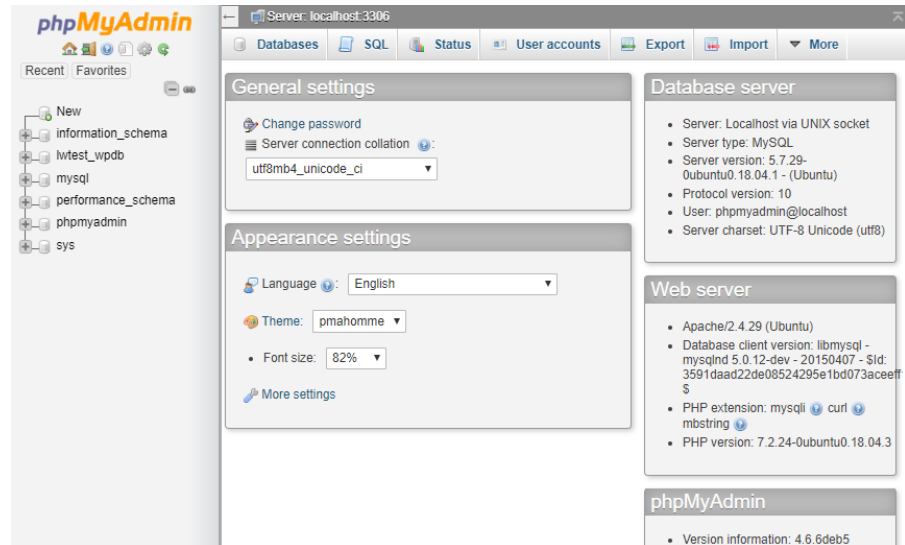 phpMyAdmin
Recent Favorites
New
information_schema
lwtest_wpdb
mysql
performance_schema
phpmyadmin
sys
Server: localhost:3306
Databases SQL Status User accounts Export Import More
General settings
Change password
Server connection collation :
utf8mb4_unicode_ci
Appearance settings
Language : English
Theme: pmahomme
Font size: 82%
More settings
Database server
Server: Localhost via UNIX socket
Server type: MySQL
Server version: 5.7.29-
0ubuntu0.18.04.1 - (Ubuntu)
Protocol version: 10
User: phpmyadmin@localhost
Server charset: UTF-8 Unicode (utf8)
Web server
Apache/2.4.29 (Ubuntu)
Database client version: libmysql -
mysqlnd 5.0.12-dev - 20150407 - $Id:
$
PHP extension: mysqli curl
mbstring
PHP version: 7.2.24-0ubuntu0.18.04.3
phpMyAdmin
Version information: 4.6.6deb5